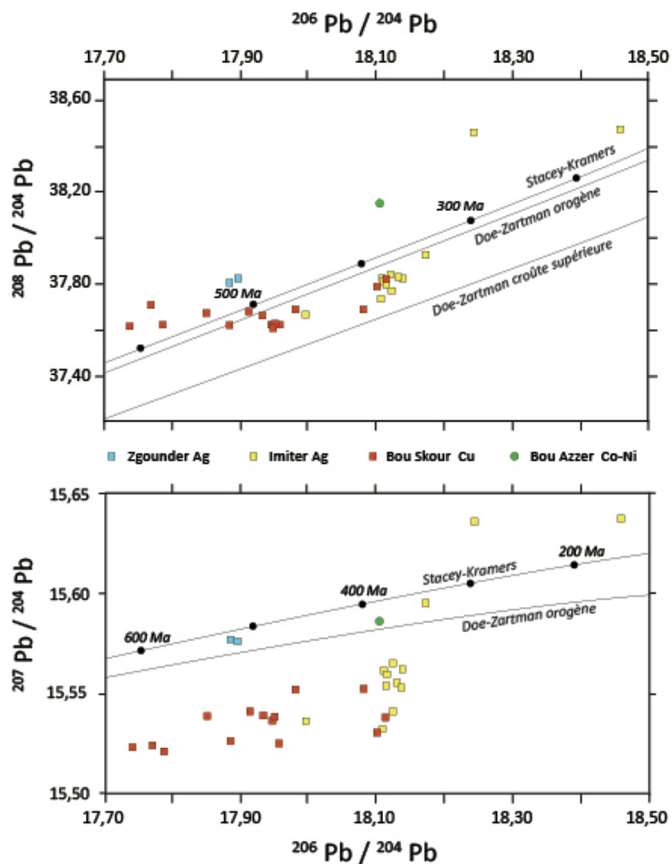 206 Pb / 204 Pb
17,70 17,90 18,10 18,30 18,50
38,60
38,20
37,80
37,40
208 Pb / 204 Pb
Stacey-Kramers
300 Ma
Doe-Zartman orogène
500 Ma
Doe-Zartman croûte supérieure
Zgounder Ag Imiter Ag Bou Skour Cu Bou Azzer Co-Ni
15,65
15,60
15,55
15,50
207 Pb / 204 Pb
200 Ma
Stacey-Kramers
400 Ma
Doe-Zartman orogène
600 Ma
17,70 17,90 18,10 18,30 18,50
206 Pb / 204 Pb